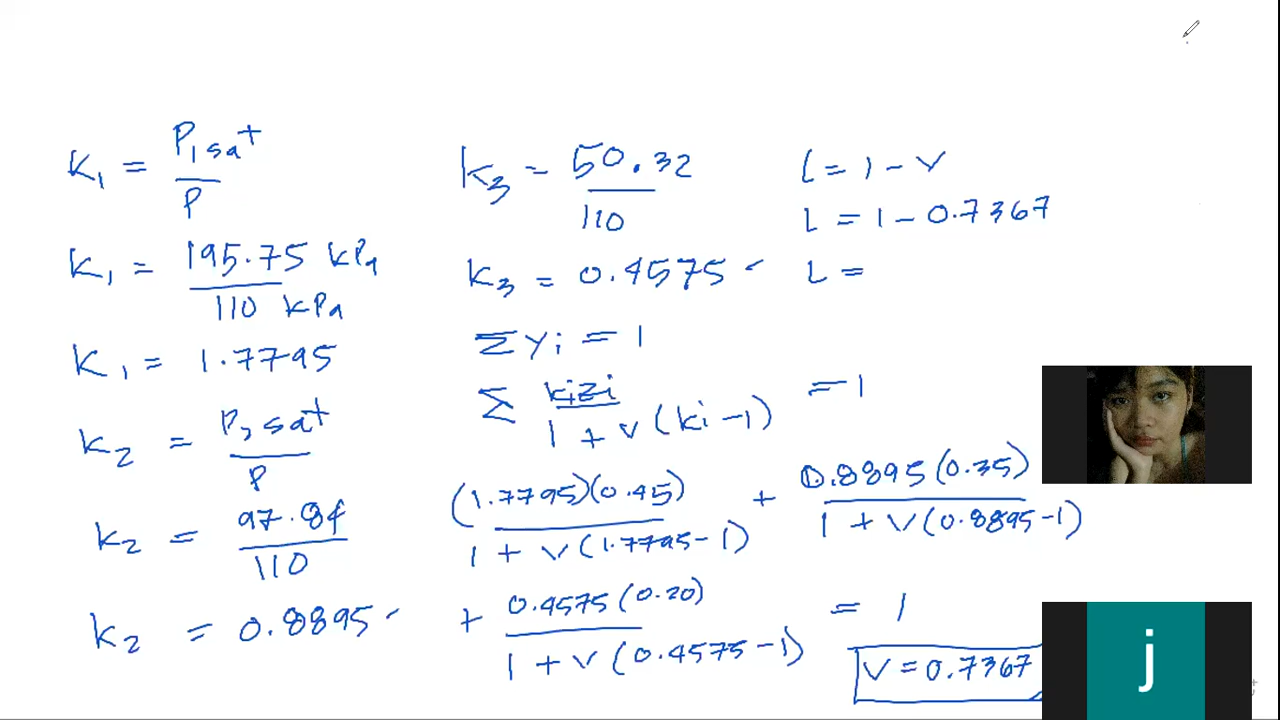 K₁ = P₁sat / P
K₁ = 195.75 kPa / 110 kPa
K₁ = 1.7795
K₂ = P₂sat / P
K₂ = 97.84 / 110
K₂ = 0.8895
K₃ = 50.32 / 110
K₃ = 0.4575
Σyi = 1
Σ kizi / 1 + V(ki-1) = 1
(1.7795)(0.45) / 1 + V(1.7795-1) + 0.8895(0.35) / 1 + V(0.8895-1)
+ 0.4575(0.20) / 1 + V(0.4575-1) = 1
V = 0.7367
L = 1 - V
L = 1 - 0.7367
L =
j